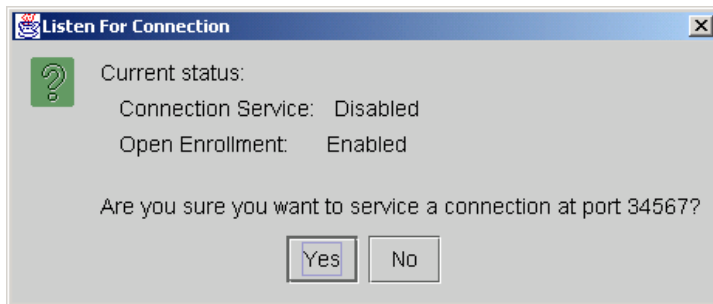 Listen For Connection
Current status:
Connection Service: Disabled
Open Enrollment: Enabled
Are you sure you want to service a connection at port 34567?
Yes No